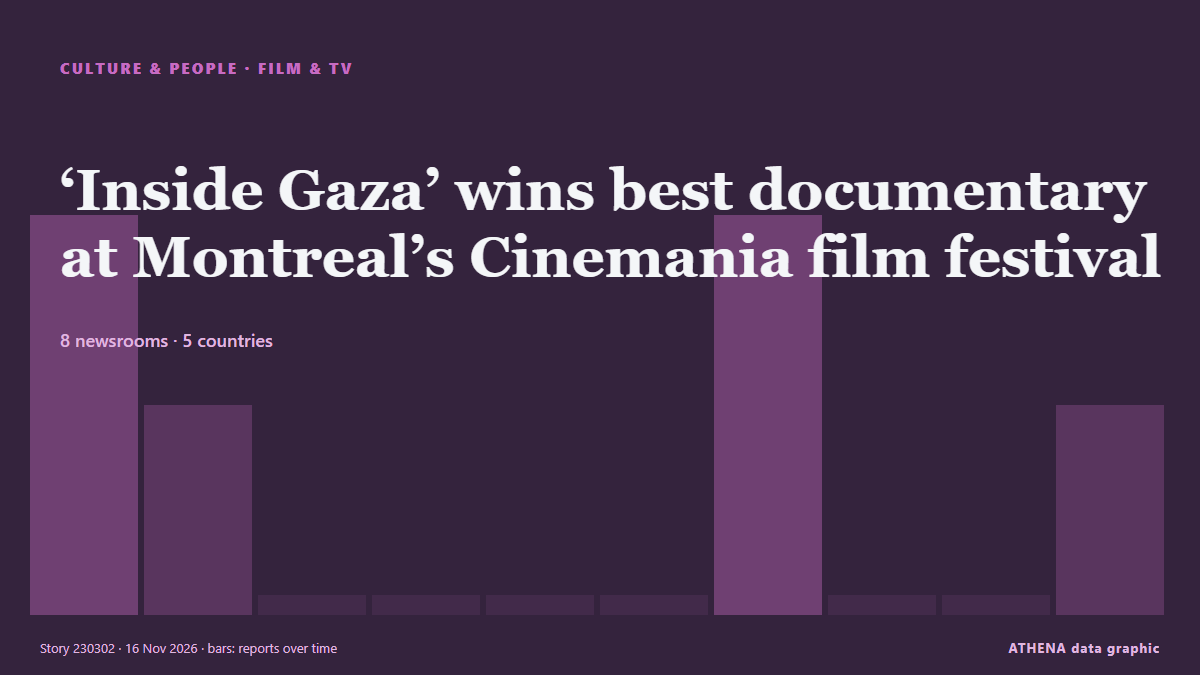 CULTURE & PEOPLE · FILM & TV
‘Inside Gaza’ wins best documentary
at Montreal’s Cinemania film festival
8 newsrooms · 5 countries
Story 230302 · 16 Nov 2026 · bars: reports over time
ATHENA data graphic